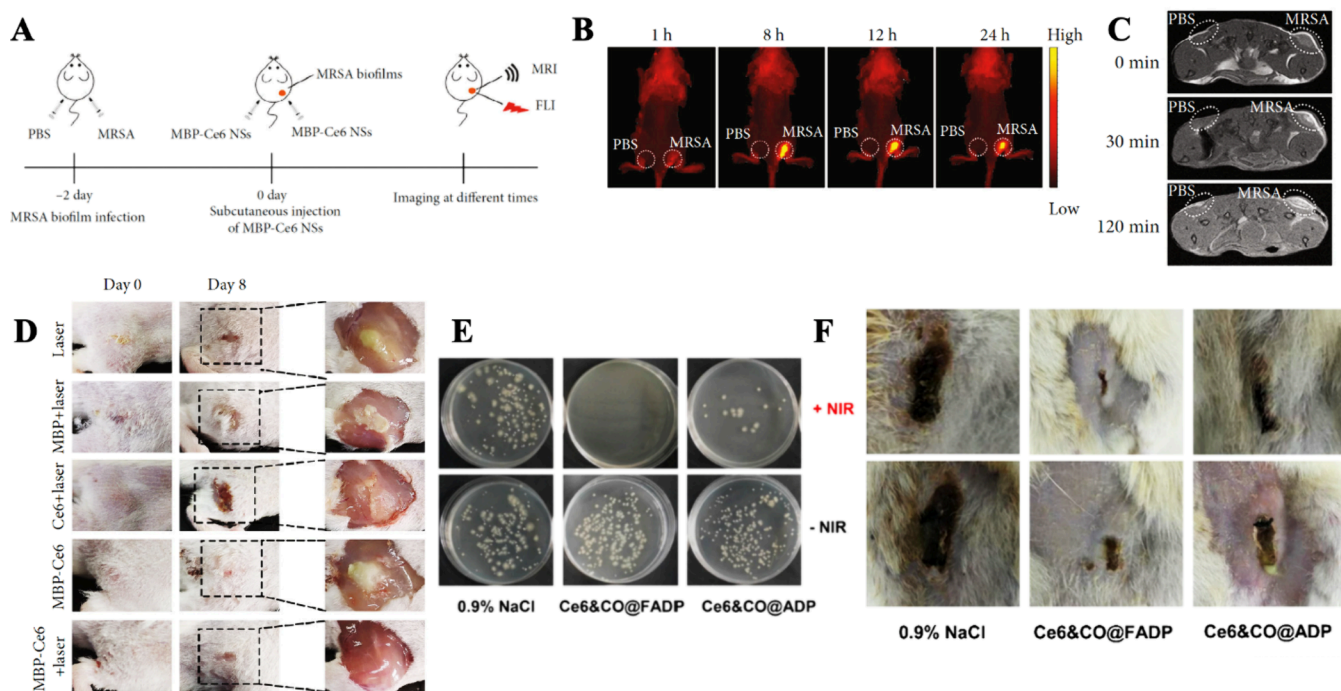 A
MRSA biofilms
MRI
FLI
PBS
MRSA
MBP-Ce6 NSs
MBP-Ce6 NSs
–2 day
MRSA biofilm infection
0 day
Subcutaneous injection
of MBP-Ce6 NSs
Imaging at different times
B
1 h
8 h
12 h
24 h
PBS
MRSA
PBS
MRSA
PBS
MRSA
PBS
MRSA
High
Low
C
PBS
MRSA
0 min
PBS
MRSA
30 min
PBS
MRSA
120 min
D
Day 0
Day 8
Laser
MBP+laser
Ce6+laser
MBP-Ce6
MBP-Ce6
+laser
E
+ NIR
- NIR
0.9% NaCl
Ce6&CO@FADP
Ce6&CO@ADP
F
0.9% NaCl
Ce6&CO@FADP
Ce6&CO@ADP